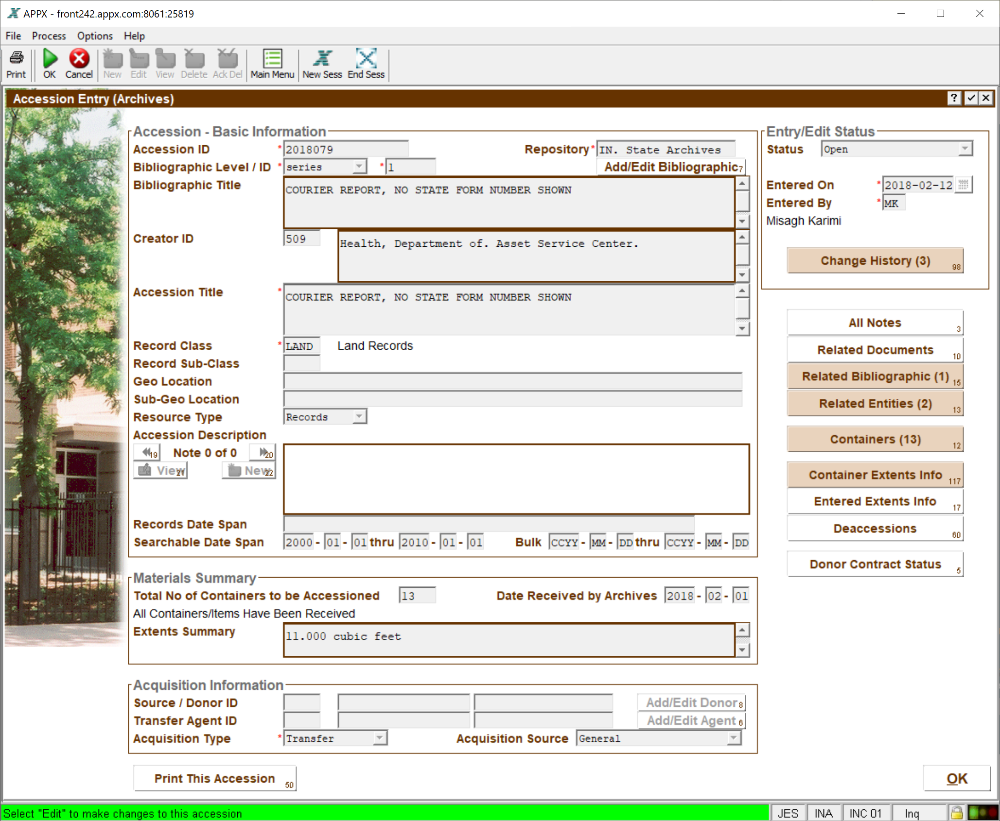 APPX - front242.appx.com:8061:25819
File Process Options Help
Print OK Cancel New Edit View Delete Ack Del Main Menu New Sess End Sess
Accession Entry (Archives) ?
Accession - Basic Information
Accession ID *2018079 Repository *IN. State Archives
Bibliographic Level / ID *series *1 Add/Edit Bibliographic 7
Bibliographic Title COURIER REPORT, NO STATE FORM NUMBER SHOWN
Creator ID 509 Health, Department of. Asset Service Center.
Accession Title *COURIER REPORT, NO STATE FORM NUMBER SHOWN
Record Class *LAND Land Records
Record Sub-Class
Geo Location
Sub-Geo Location
Resource Type Records
Accession Description
19 Note 0 of 0 20
View 21 New 22
Records Date Span
Searchable Date Span 2000 - 01 - 01 thru 2010 - 01 - 01 Bulk CCYY - MM - DD thru CCYY - MM - DD
Materials Summary
Total No of Containers to be Accessioned 13 Date Received by Archives 2018 - 02 - 01
All Containers/Items Have Been Received
Extents Summary 11.000 cubic feet
Acquisition Information
Source / Donor ID Add/Edit Donor 8
Transfer Agent ID Add/Edit Agent 6
Acquisition Type *Transfer Acquisition Source General
Print This Accession 50
Entry/Edit Status
Status Open
Entered On *2018-02-12
Entered By *MK
Misagh Karimi
Change History (3) 98
All Notes 3
Related Documents 10
Related Bibliographic (1) 15
Related Entities (2) 13
Containers (13) 12
Container Extents Info 117
Entered Extents Info 17
Deaccessions 60
Donor Contract Status 5
OK
Select "Edit" to make changes to this accession JES INA INC 01 Inq